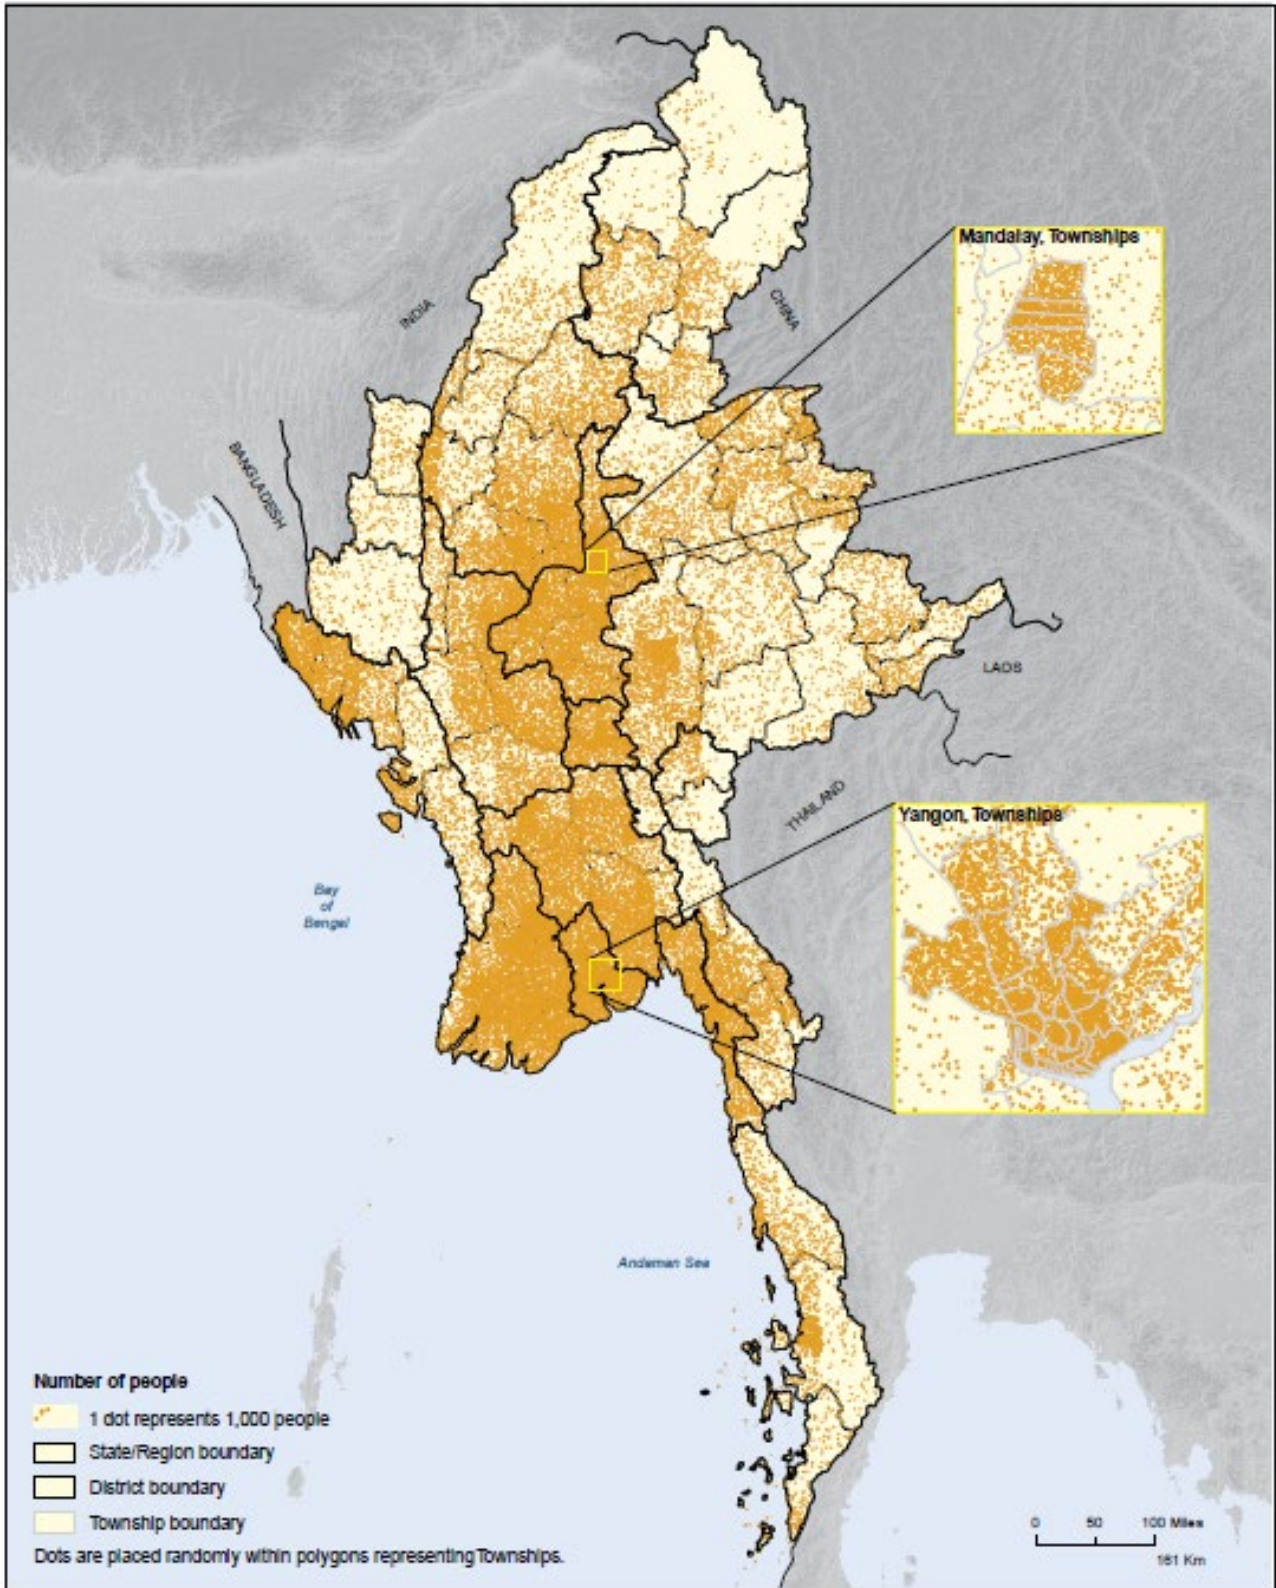 Mandalay, Townships
INDIA
CHINA
BANGLADESH
LAOS
THAILAND
Yangon, Townships
Bay
of
Bengal
Andaman Sea
Number of people
1 dot represents 1,000 people
State/Region boundary
District boundary
Township boundary
Dots are placed randomly within polygons representing Townships.
0 50 100 Miles
161 Km